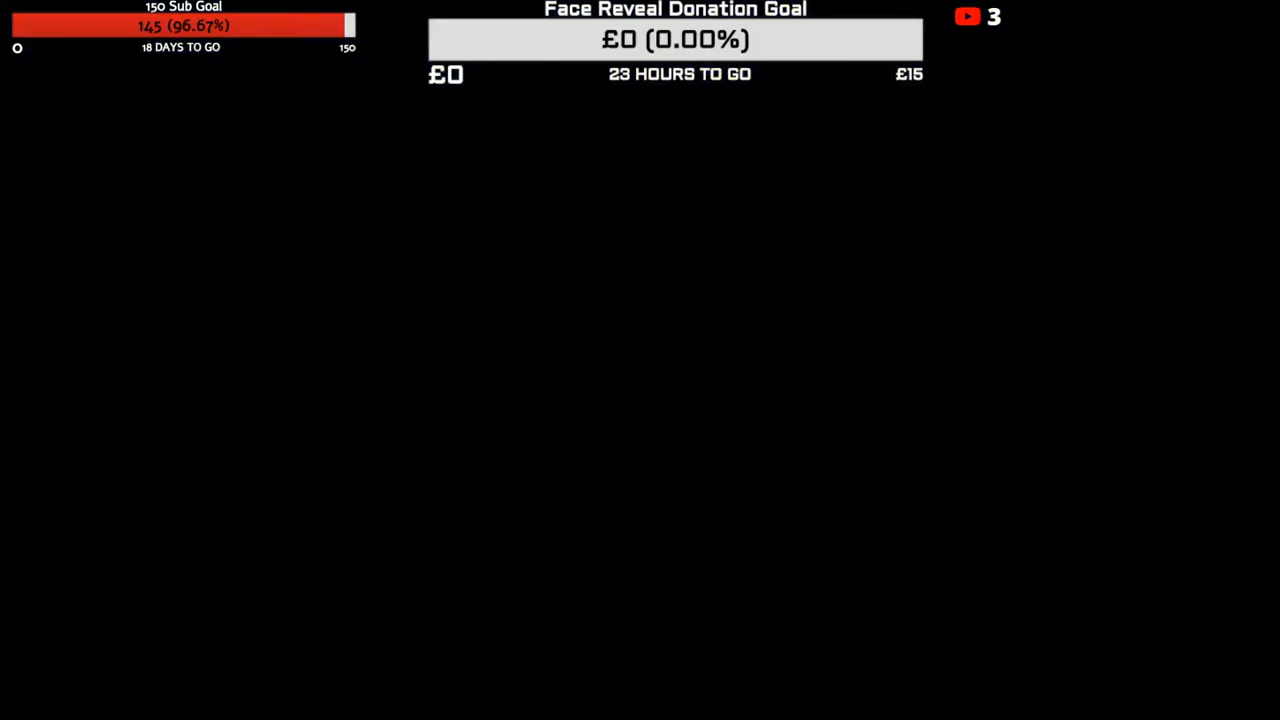 150 Sub Goal
145 (96.67%)
0 18 DAYS TO GO 150
Face Reveal Donation Goal
£0 (0.00%)
£0 23 HOURS TO GO £15
3